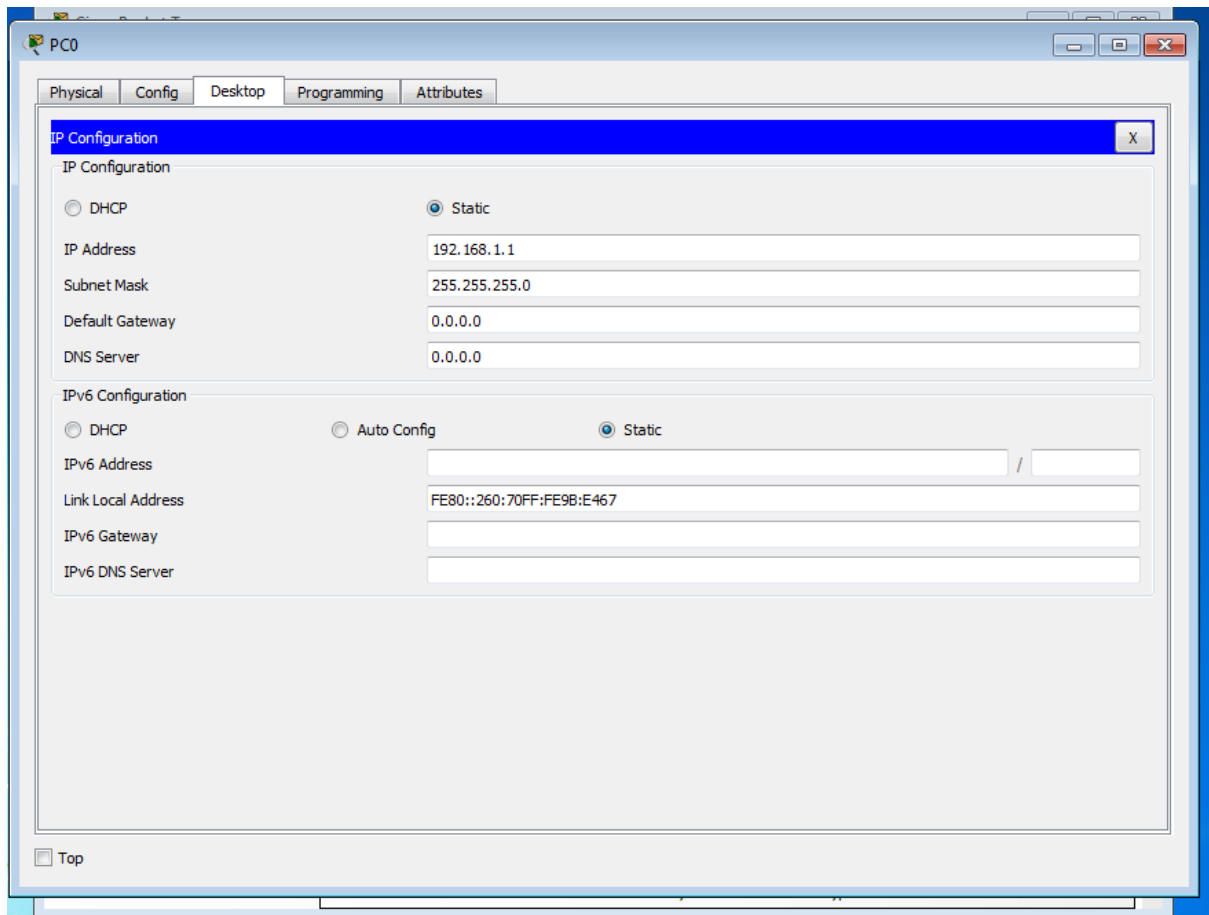 PC0
Physical Config Desktop Programming Attributes
IP Configuration X
IP Configuration
DHCP Static
IP Address 192.168.1.1
Subnet Mask 255.255.255.0
Default Gateway 0.0.0.0
DNS Server 0.0.0.0
IPv6 Configuration
DHCP Auto Config Static
IPv6 Address /
Link Local Address FE80::260:70FF:FE9B:E467
IPv6 Gateway
IPv6 DNS Server
Top